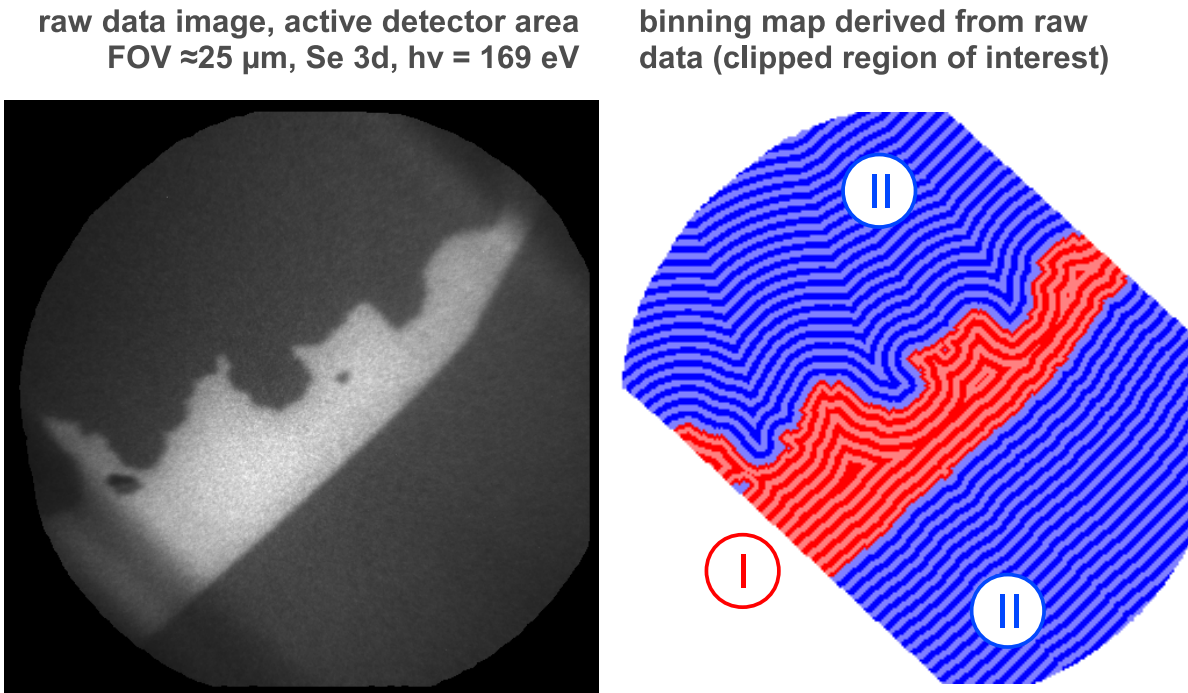 raw data image, active detector area
FOV ≈25 µm, Se 3d, hv = 169 eV
binning map derived from raw
data (clipped region of interest)
II
I
II